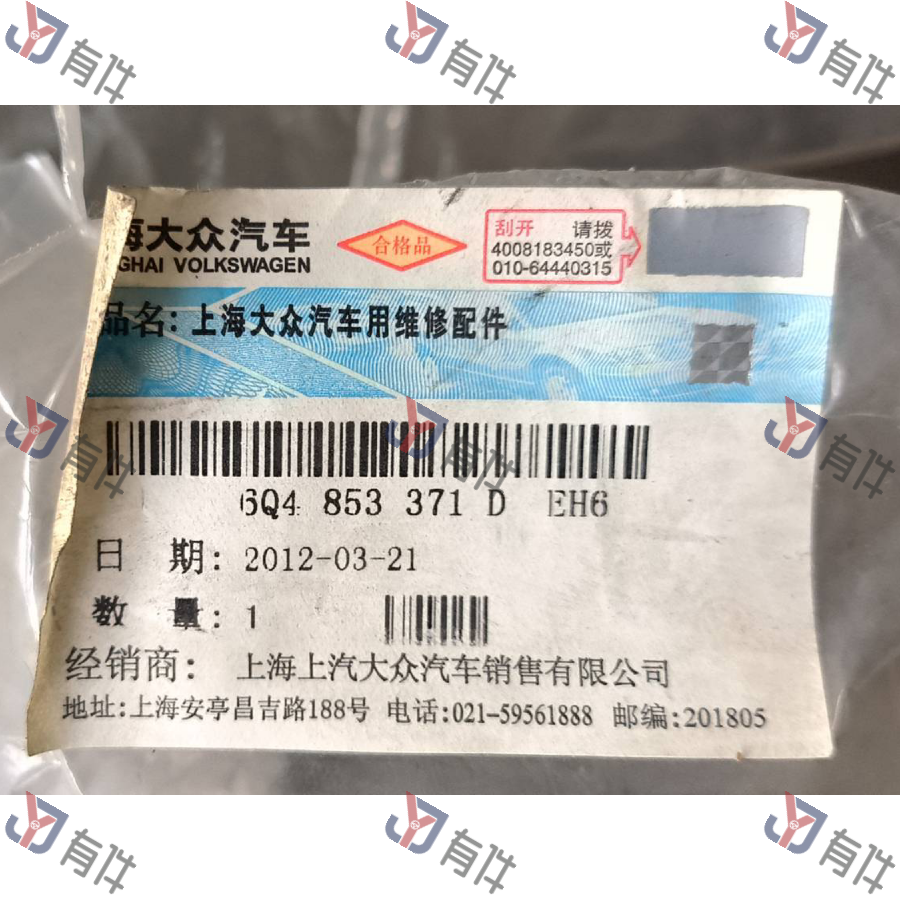 有件 有件 有件
海大众汽车
GHAI VOLKSWAGEN
合格品
刮开 请拨
4008183450或
010-64440315
品名:上海大众汽车用维修配件
有件 有件 有件
6Q4 853 371 D EH6
日 期: 2012-03-21
数 量: 1
经销商: 上海上汽大众汽车销售有限公司
地址:上海安亭昌吉路188号 电话:021-59561888 邮编:201805
有件 有件 有件